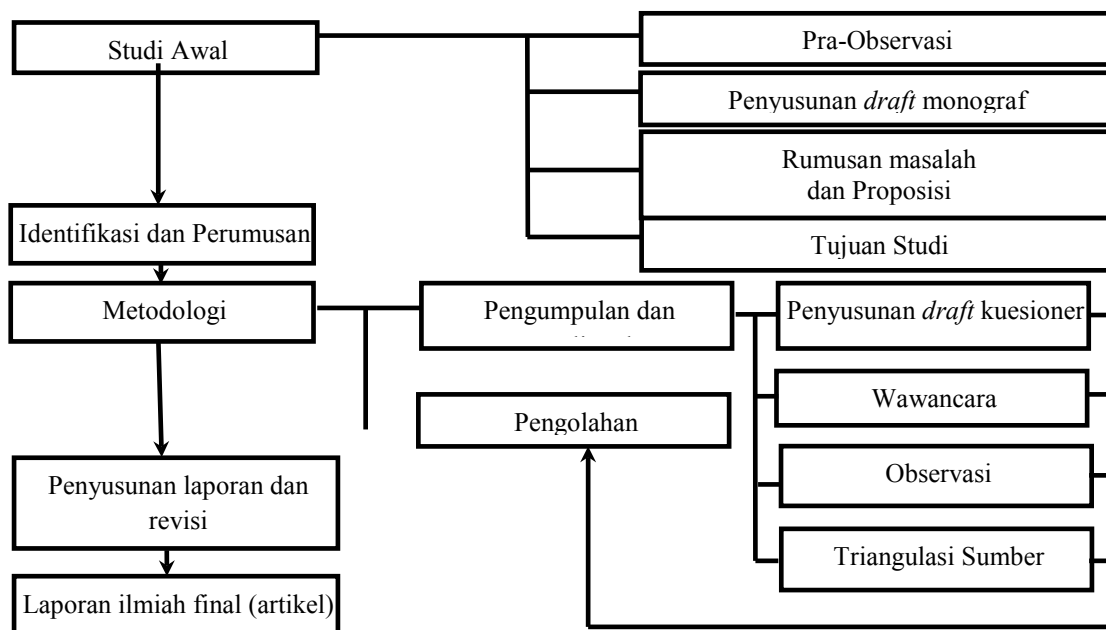 Studi Awal
Pra-Observasi
Penyusunan draft monograf
Rumusan masalah
dan Proposisi
Tujuan Studi
Identifikasi dan Perumusan
Metodologi
Pengumpulan dan
Penyusunan draft kuesioner
Wawancara
Pengolahan
Observasi
Triangulasi Sumber
Penyusunan laporan dan
revisi
Laporan ilmiah final (artikel)